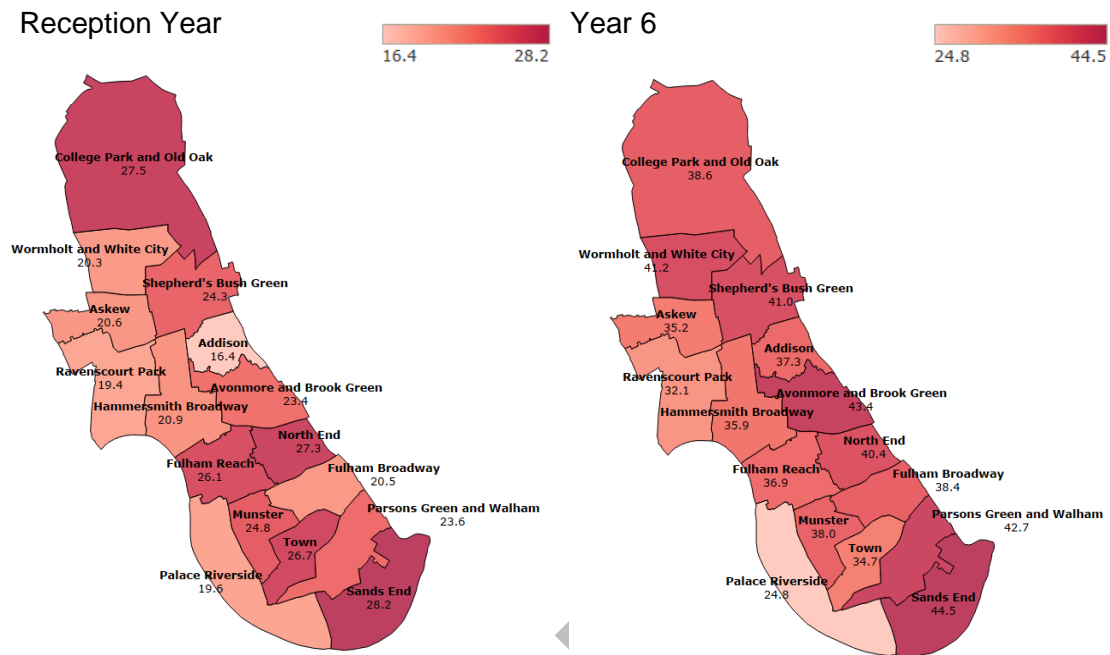 Reception Year
16.4 28.2
College Park and Old Oak
27.5
Wormholt and White City
20.3
Shepherd's Bush Green
24.3
Askew
20.6
Addison
16.4
Ravenscourt Park
19.4
Avonmore and Brook Green
23.4
Hammersmith Broadway
20.9
North End
27.3
Fulham Reach
26.1
Fulham Broadway
20.5
Parsons Green and Walham
23.6
Munster
24.8
Town
26.7
Palace Riverside
19.6
Sands End
28.2
Year 6
24.8 44.5
College Park and Old Oak
38.6
Wormholt and White City
41.2
Shepherd's Bush Green
41.0
Askew
35.2
Addison
37.3
Ravenscourt Park
32.1
Avonmore and Brook Green
43.4
Hammersmith Broadway
35.9
North End
40.4
Fulham Reach
36.9
Fulham Broadway
38.4
Parsons Green and Walham
42.7
Munster
38.0
Town
34.7
Palace Riverside
24.8
Sands End
44.5